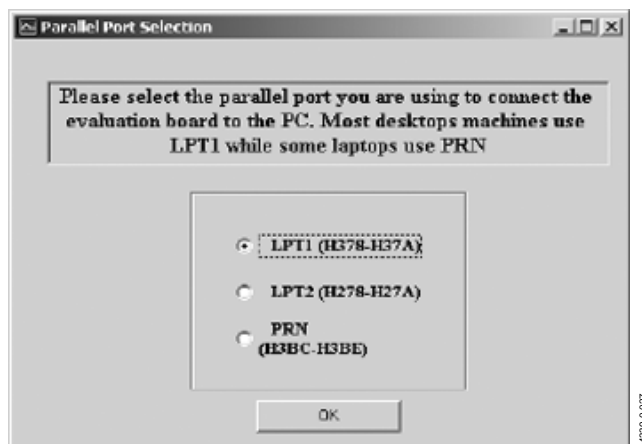 Parallel Port Selection
Please select the parallel port you are using to connect the
evaluation board to the PC. Most desktops machines use
LPT1 while some laptops use PRN
LPT1 (H378-H37A)
LPT2 (H278-H27A)
PRN
(H3BC-H3BE)
OK